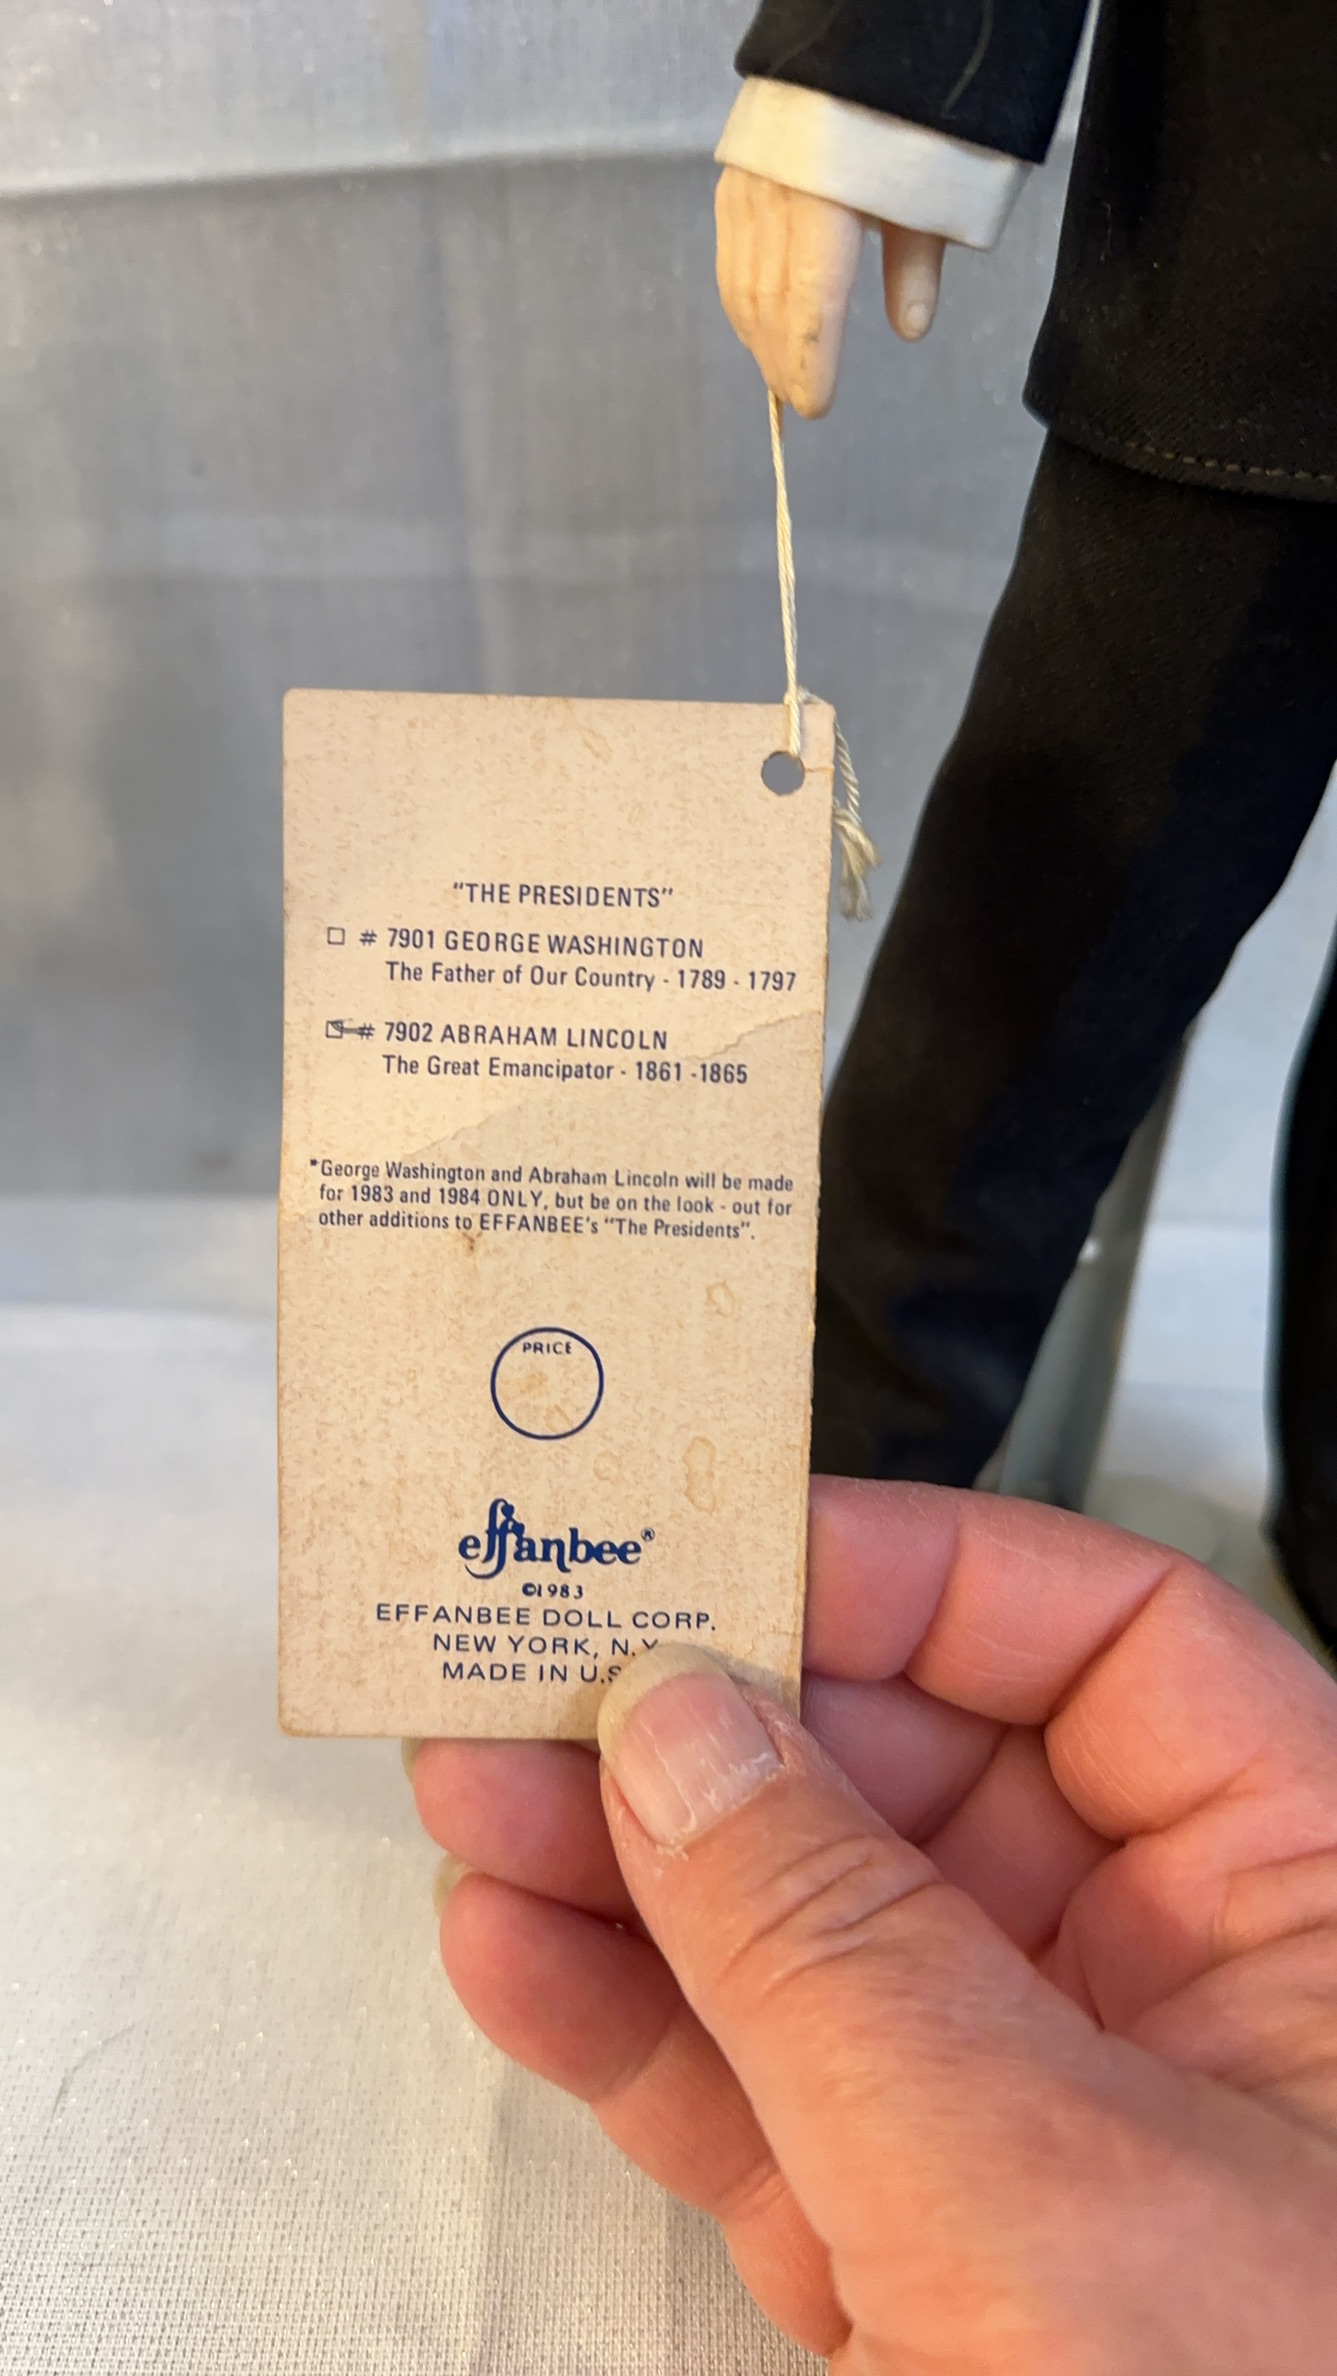 "THE PRESIDENTS"
☐ # 7901 GEORGE WASHINGTON
The Father of Our Country - 1789 - 1797
☑ # 7902 ABRAHAM LINCOLN
The Great Emancipator - 1861 -1865
*George Washington and Abraham Lincoln will be made
for 1983 and 1984 ONLY, but be on the look - out for
other additions to EFFANBEE's "The Presidents".
PRICE
effanbee®
©1983
EFFANBEE DOLL CORP.
NEW YORK, N.Y
MADE IN U.S